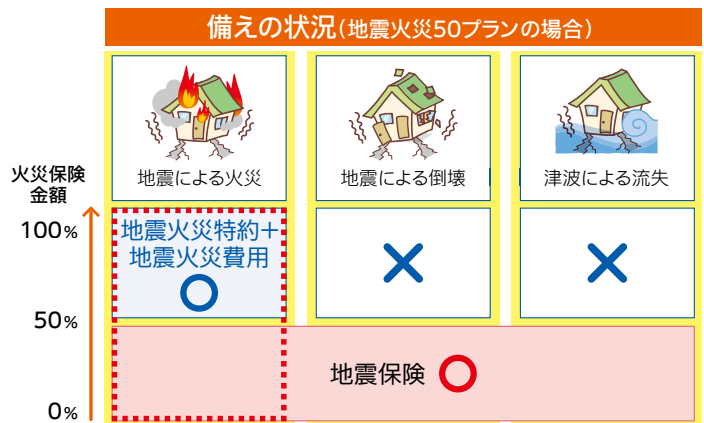 備えの状況(地震火災50プランの場合)
地震による火災
地震による倒壊
津波による流失
火災保険
金額
100%
地震火災特約+
地震火災費用
○
×
×
50%
地震保険 ○
0%